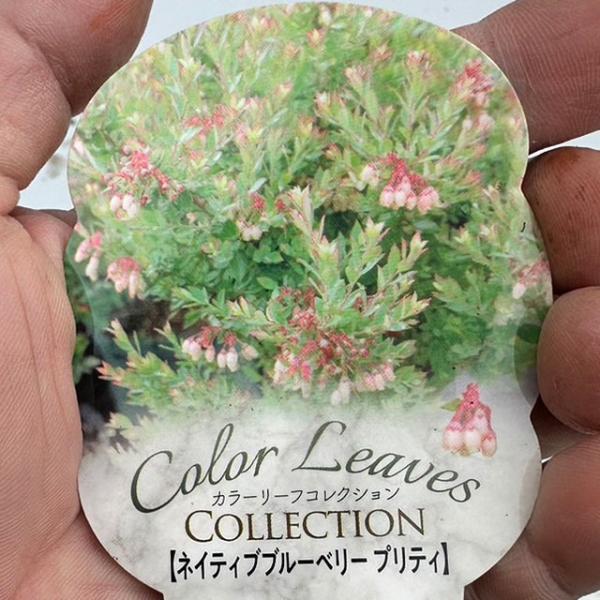 Color Leaves
カラーリーフコレクション
COLLECTION
【ネイティブブルーベリー プリティ】